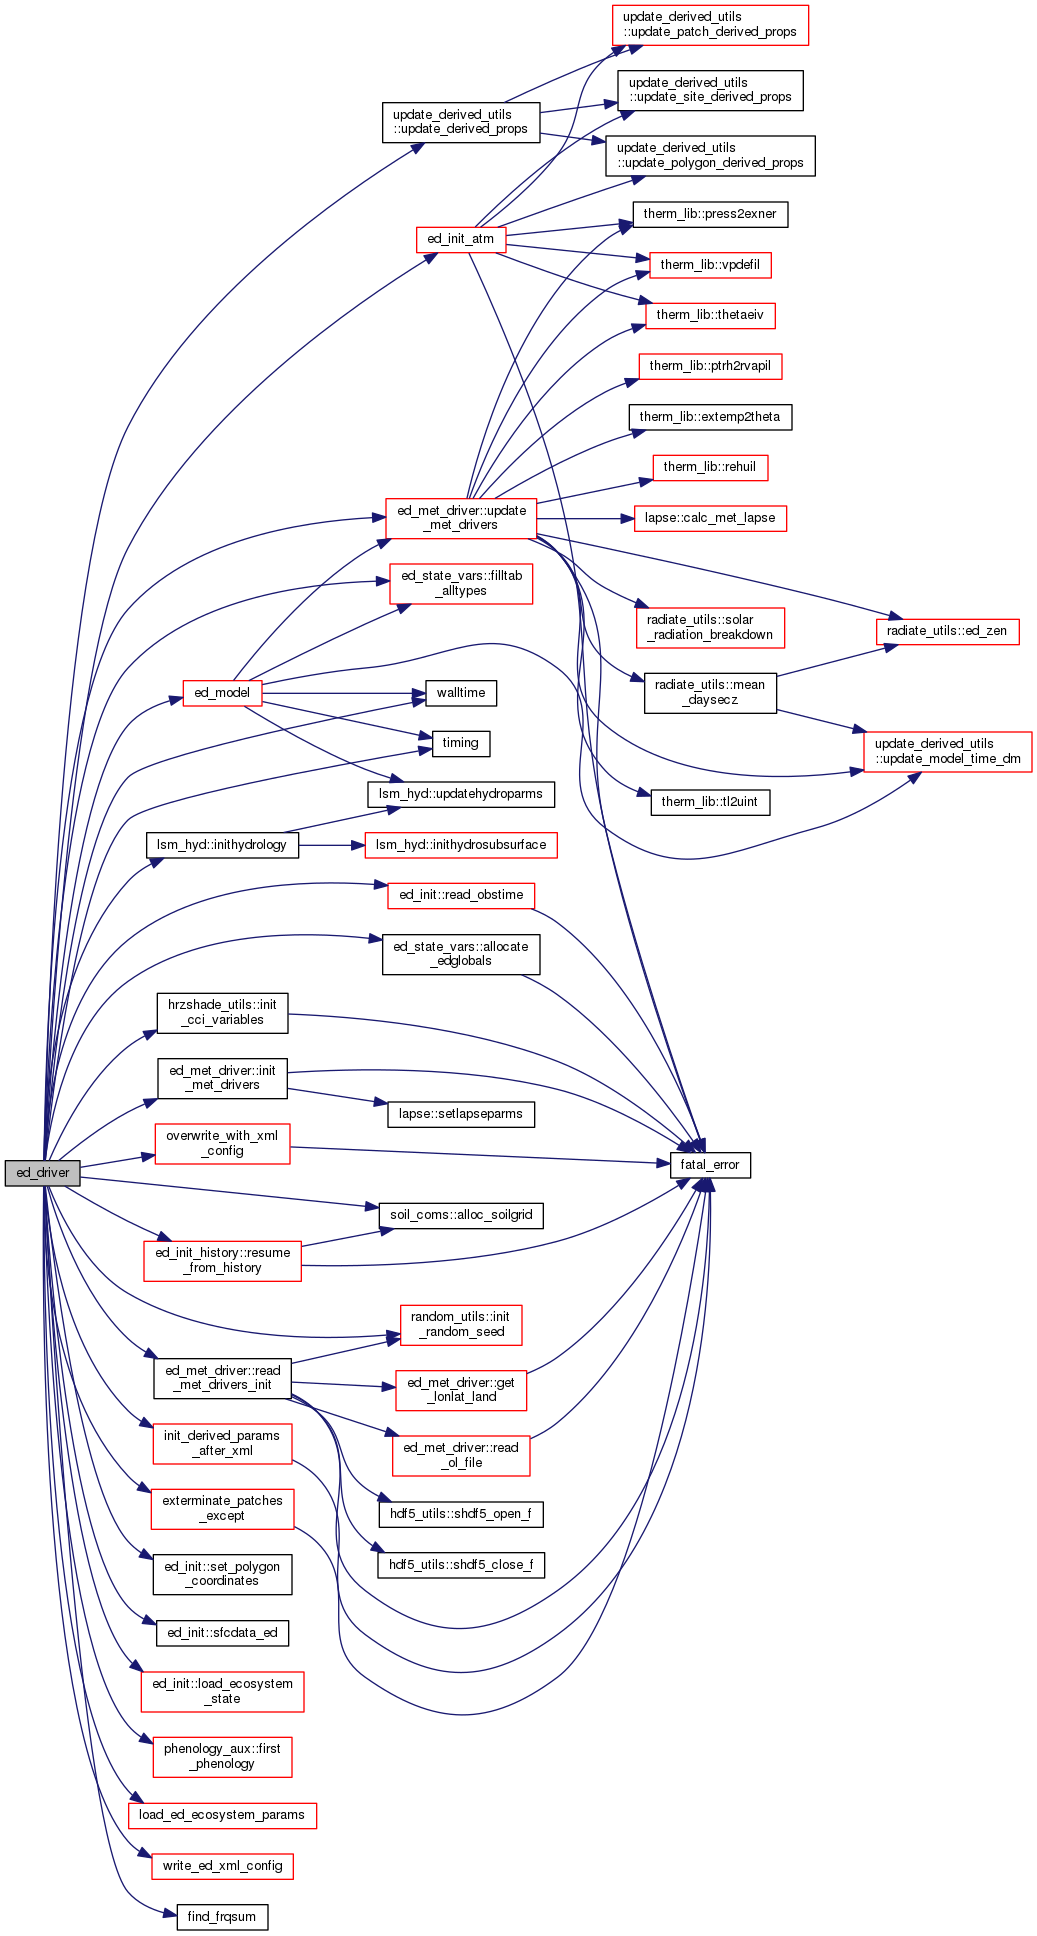 update_derived_utils
::update_patch_derived_props
update_derived_utils
::update_site_derived_props
update_derived_utils
::update_derived_props
update_derived_utils
::update_polygon_derived_props
therm_lib::press2exner
ed_init_atm
therm_lib::vpdefil
therm_lib::thetaeiv
therm_lib::ptrh2rvapil
therm_lib::extemp2theta
therm_lib::rehuil
ed_met_driver::update
_met_drivers
lapse::calc_met_lapse
ed_state_vars::filltab
_alltypes
radiate_utils::solar
_radiation_breakdown
radiate_utils::ed_zen
ed_model
walltime
radiate_utils::mean
_daysecz
timing
update_derived_utils
::update_model_time_dm
lsm_hyd::updatehydroparms
therm_lib::tl2uint
lsm_hyd::inithydrology
lsm_hyd::inithydrosubsurface
ed_init::read_obstime
ed_state_vars::allocate
_edglobals
hrzshade_utils::init
_cci_variables
ed_met_driver::init
_met_drivers
lapse::setlapseparms
overwrite_with_xml
_config
ed_driver
fatal_error
soil_coms::alloc_soilgrid
ed_init_history::resume
_from_history
random_utils::init
_random_seed
ed_met_driver::read
_met_drivers_init
ed_met_driver::get
_lonlat_land
init_derived_params
_after_xml
ed_met_driver::read
_ol_file
exterminate_patches
_except
hdf5_utils::shdf5_open_f
ed_init::set_polygon
_coordinates
hdf5_utils::shdf5_close_f
ed_init::sfcdata_ed
ed_init::load_ecosystem
_state
phenology_aux::first
_phenology
load_ed_ecosystem_params
write_ed_xml_config
find_frqsum